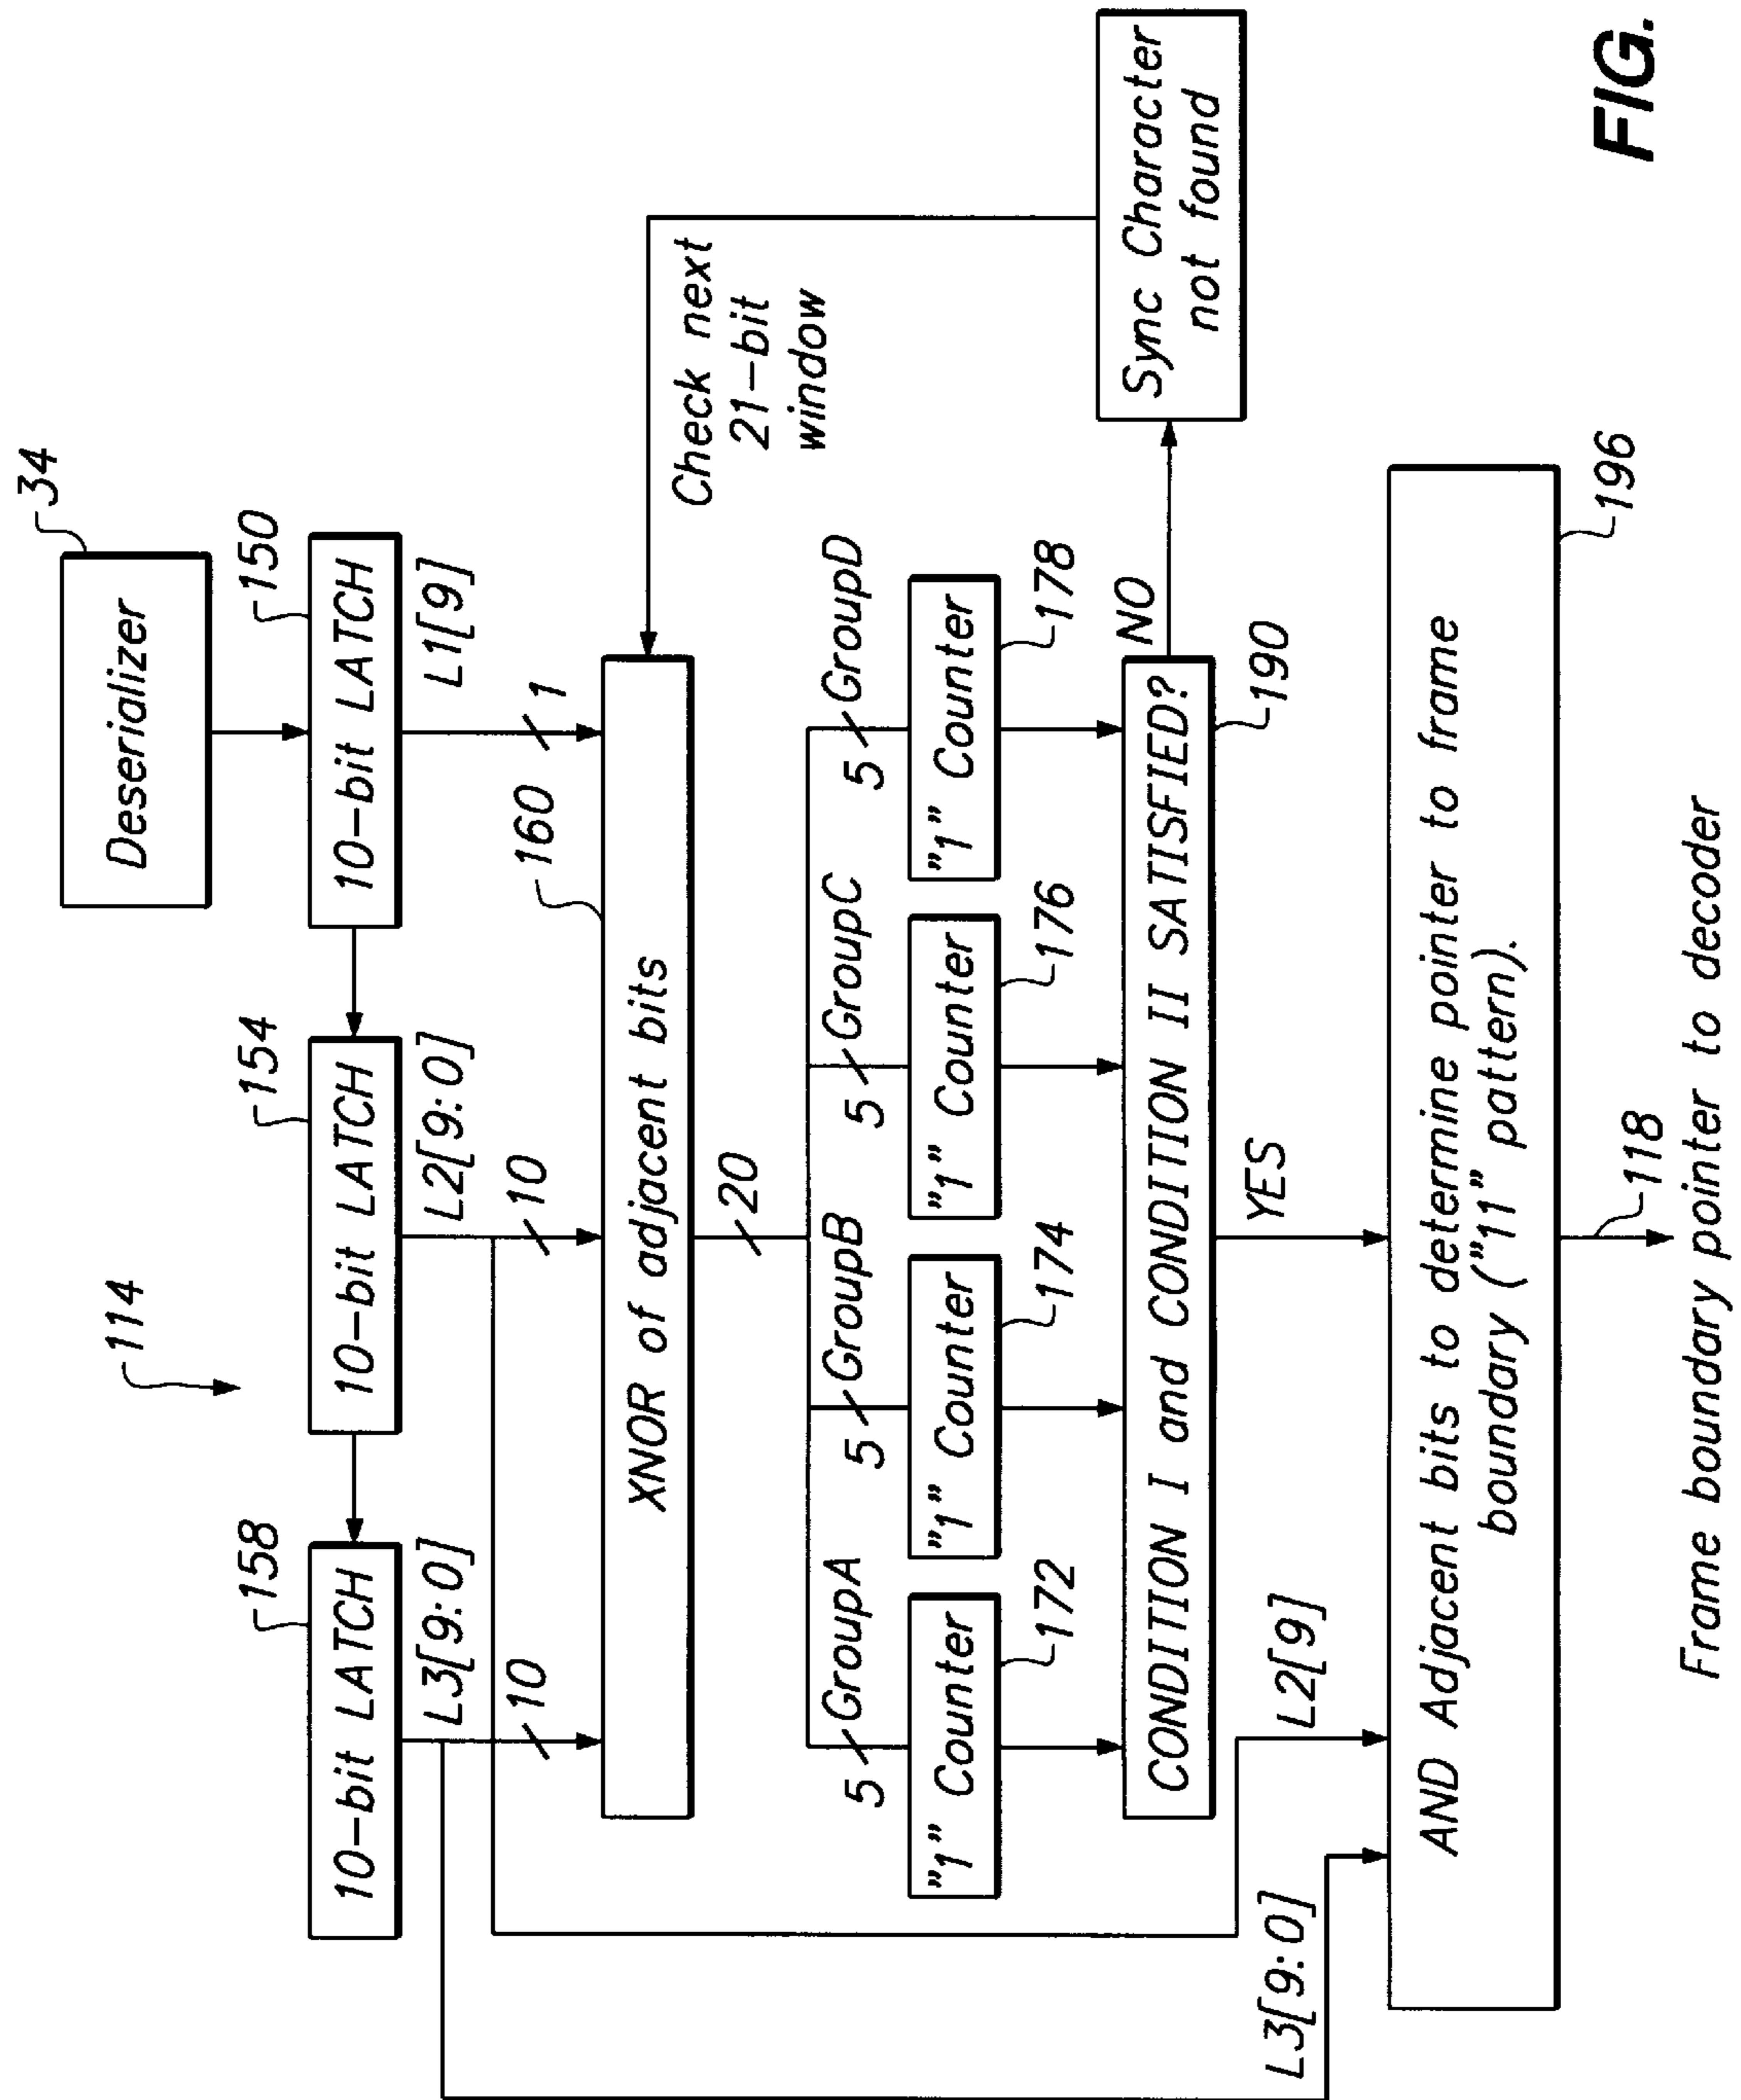 114
34
Deserializer
158
154
150
10-bit LATCH
10-bit LATCH
10-bit LATCH
L3[9:0]
L2[9:0]
L1[9]
10
10
1
160
XNOR of adjacent bits
Check next
21-bit
window
20
5
GroupA
5
GroupB
5
GroupC
5
GroupD
"1" Counter
"1" Counter
"1" Counter
"1" Counter
172
174
176
178
CONDITION I and CONDITION II SATISFIED?
NO
190
Sync Character
not found
YES
L3[9:0]
L2[9]
AND Adjacent bits to determine pointer to frame
boundary ("11" pattern).
196
118
Frame boundary pointer to decoder
FIG.